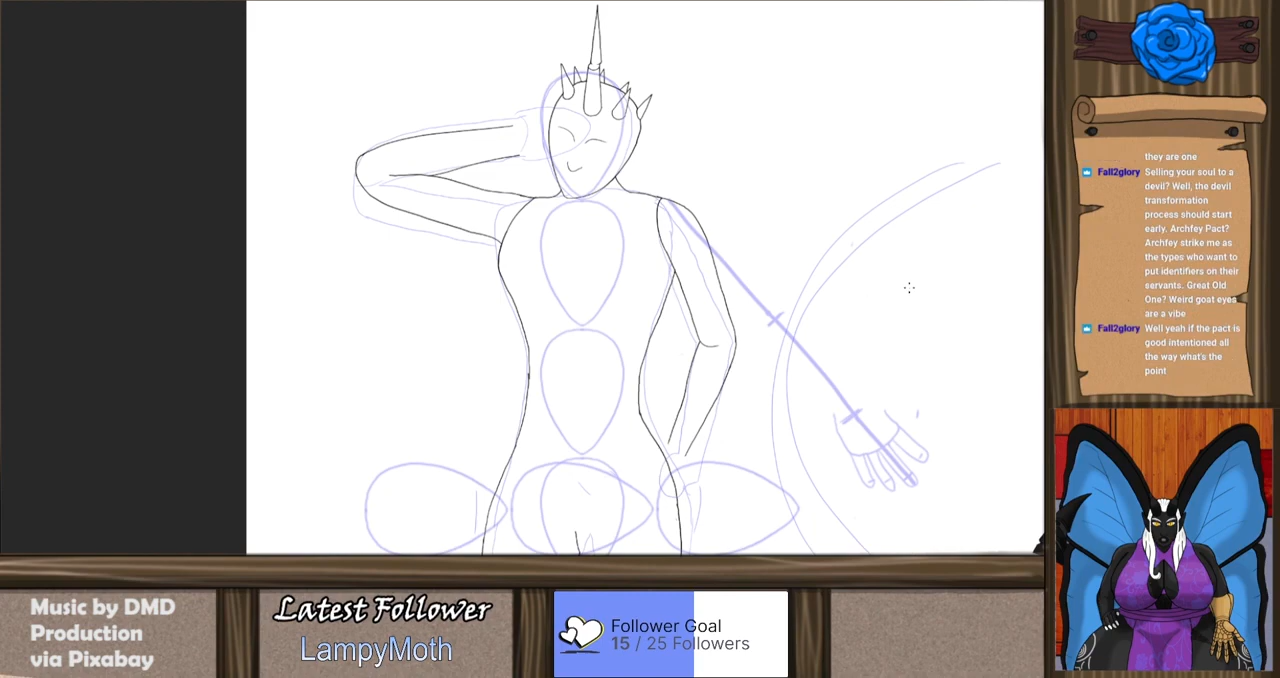 they are one
Fall2glory Selling your soul to a
devil? Well, the devil
transformation
process should start
early. Archfey Pact?
Archfey strike me as
the types who want to
put identifiers on their
servants. Great Old
One? Weird goat eyes
are a vibe
Fall2glory Well yeah if the pact is
good intentioned all
the way what's the
point
Music by DMD
Production
via Pixabay
Latest Follower
LampyMoth
Follower Goal
15 / 25 Followers